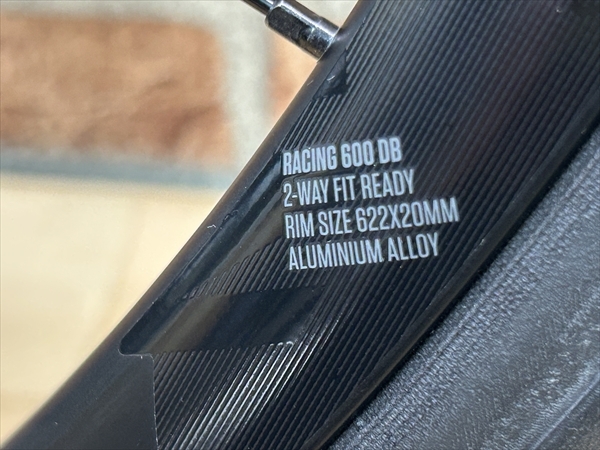 RACING 600 DB
2-WAY FIT READY
RIM SIZE 622X20MM
ALUMINIUM ALLOY